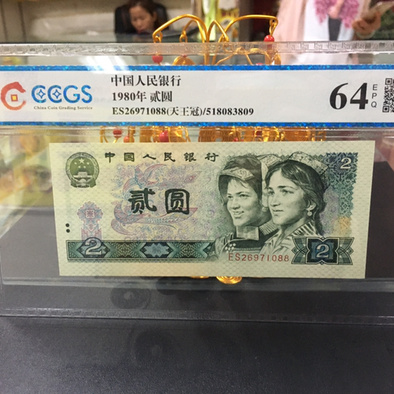 CCGS
China Coin Grading Service
中国人民银行
1980年 贰圆
ES26971088(天王冠)/518083809
64 EPQ
中国人民银行
2
贰圆
2
ES26971088
2